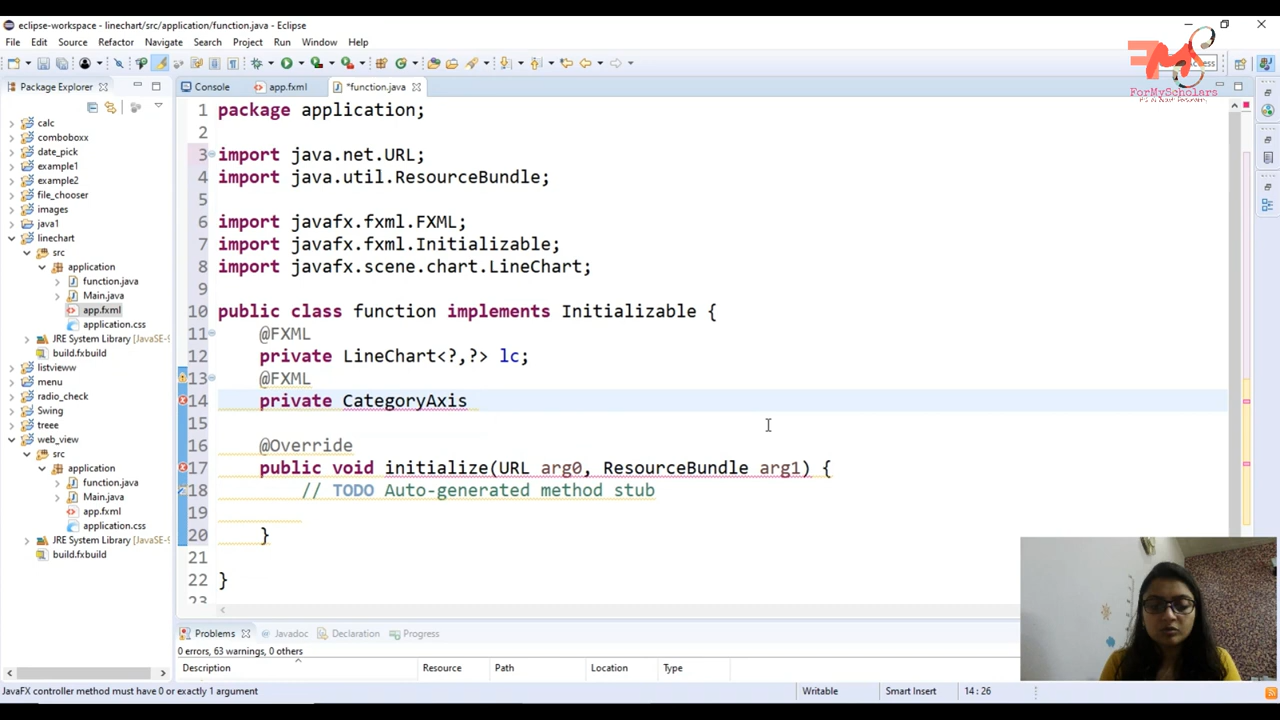 eclipse-workspace - linechart/src/application/function.java - Eclipse
File Edit Source Refactor Navigate Search Project Run Window Help
Access
ForMyScholars
Package Explorer
Console app.fxml *function.java
calc
comboboxx
date_pick
example1
example2
file_chooser
images
java1
linechart
src
application
function.java
Main.java
app.fxml
application.css
JRE System Library [JavaSE-9
build.fxbuild
listvieww
menu
radio_check
Swing
treee
web_view
src
application
function.java
Main.java
app.fxml
application.css
JRE System Library [JavaSE-9
build.fxbuild
1 package application;
2
3 import java.net.URL;
4 import java.util.ResourceBundle;
5
6 import javafx.fxml.FXML;
7 import javafx.fxml.Initializable;
8 import javafx.scene.chart.LineChart;
9
10 public class function implements Initializable {
11 @FXML
12 private LineChart<?,?> lc;
13 @FXML
14 private CategoryAxis
15
16 @Override
17 public void initialize(URL arg0, ResourceBundle arg1) {
18 // TODO Auto-generated method stub
19
20 }
21
22 }
23
Problems Javadoc Declaration Progress
0 errors, 63 warnings, 0 others
Description Resource Path Location Type
JavaFX controller method must have 0 or exactly 1 argument Writable Smart Insert 14 : 26